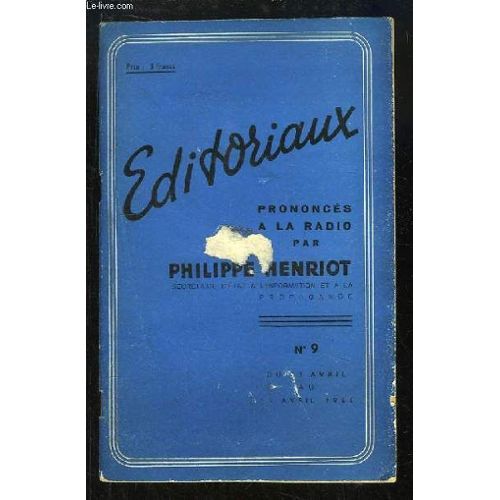 © Le-livre.com
Prix : 3 francs
Editoriaux
PRONONCÉS
A LA RADIO
PAR
PHILIPPE HENRIOT
A L'INFORMATION ET A LA
PROPAGANDE
N° 9
AVRIL
AU
AVRIL